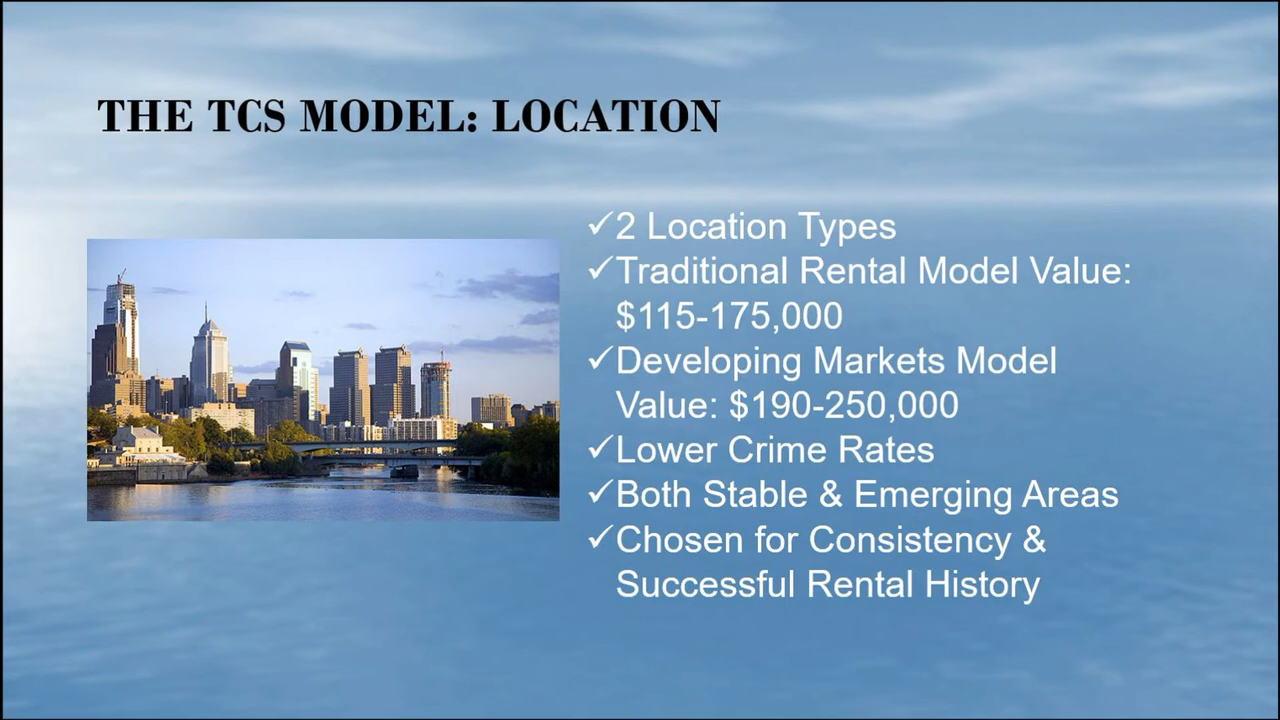 THE TCS MODEL: LOCATION
✓2 Location Types
✓Traditional Rental Model Value:
$115-175,000
✓Developing Markets Model
Value: $190-250,000
✓Lower Crime Rates
✓Both Stable & Emerging Areas
✓Chosen for Consistency &
Successful Rental History